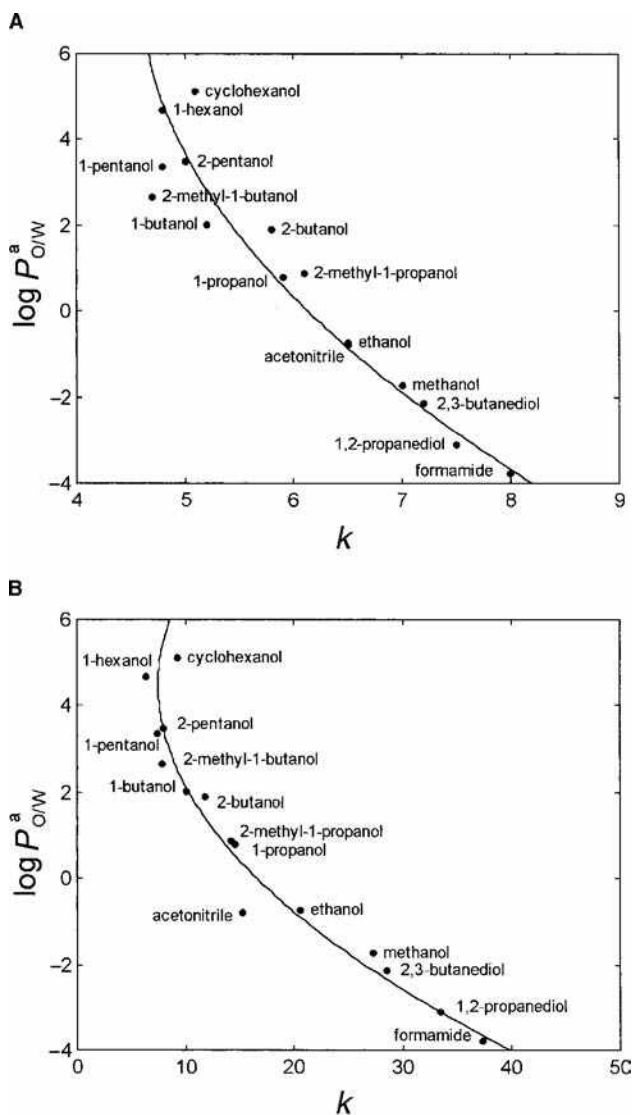 A
6
cyclohexanol
1-hexanol
4
1-pentanol
2-pentanol
2-methyl-1-butanol
2
1-butanol
2-butanol
2-methyl-1-propanol
1-propanol
0
ethanol
acetonitrile
methanol
-2
2,3-butanediol
1,2-propanediol
formamide
-4
4 5 6 7 8 9
log P^a_O/W
k
B
6
1-hexanol
cyclohexanol
4
2-pentanol
1-pentanol
2-methyl-1-butanol
1-butanol
2
2-butanol
2-methyl-1-propanol
1-propanol
0
acetonitrile
ethanol
methanol
-2
2,3-butanediol
1,2-propanediol
formamide
-4
0 10 20 30 40 50
log P^a_O/W
k